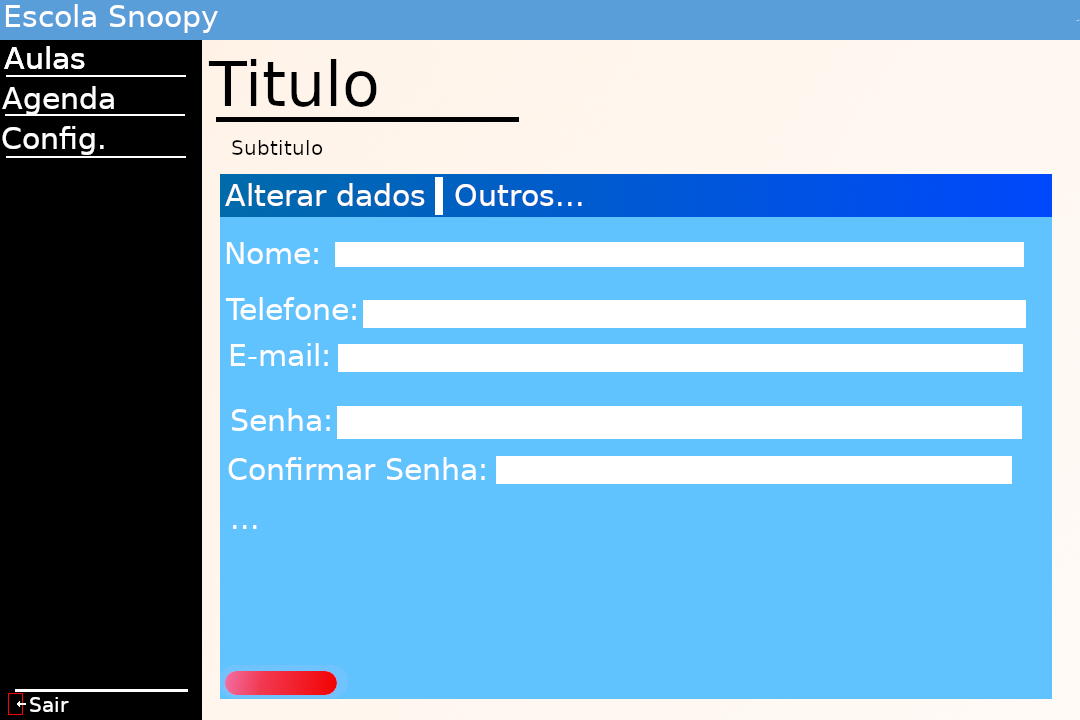 Escola Snoopy
Aulas
Agenda
Config.
Sair
Titulo
Subtitulo
Alterar dados
Outros...
Nome:
Telefone:
E-mail:
Senha:
Confirmar Senha:
...